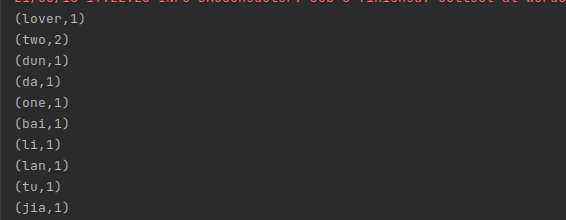 (lover,1)
(two,2)
(dun,1)
(da,1)
(one,1)
(bai,1)
(li,1)
(lan,1)
(tu,1)
(jia,1)